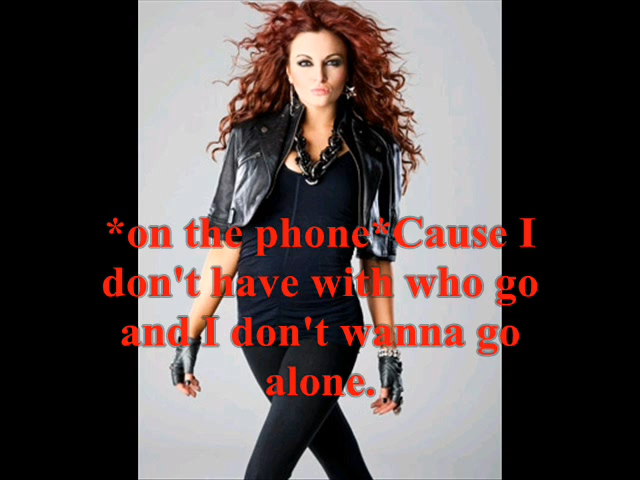 *on the phone*Cause I
don't have with who go
and I don't wanna go
alone.